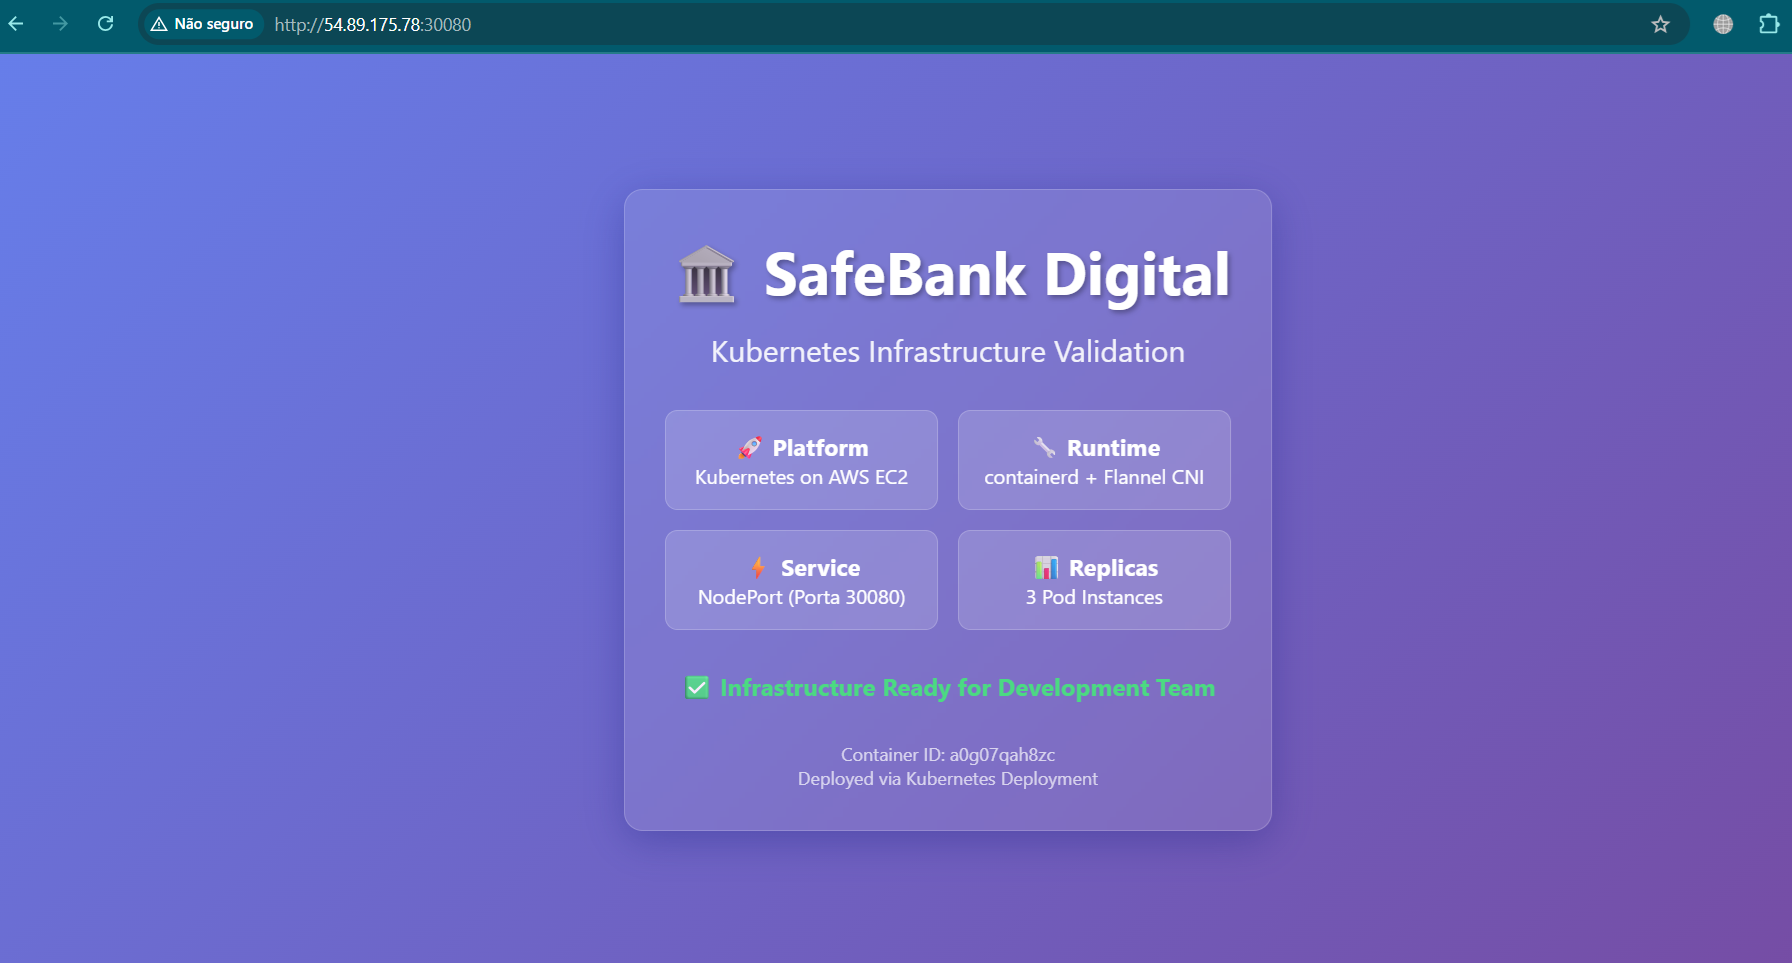 Não seguro
http://54.89.175.78:30080
SafeBank Digital
Kubernetes Infrastructure Validation
Platform
Kubernetes on AWS EC2
Runtime
containerd + Flannel CNI
Service
NodePort (Porta 30080)
Replicas
3 Pod Instances
Infrastructure Ready for Development Team
Container ID: a0g07qah8zc
Deployed via Kubernetes Deployment